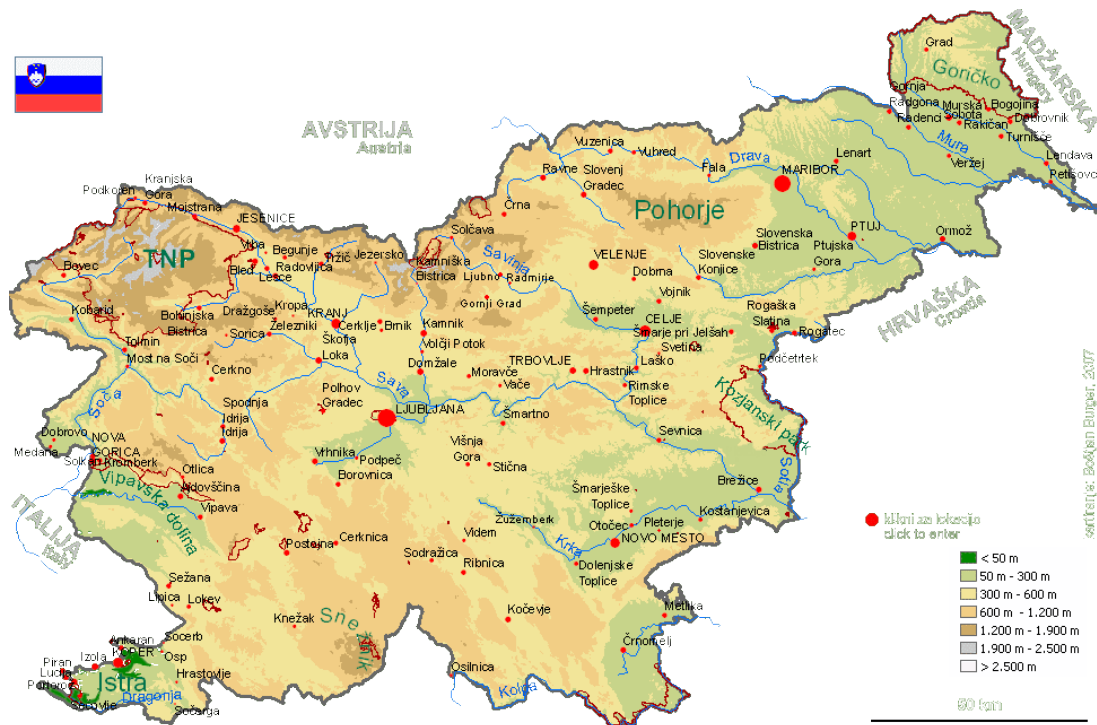 MADŽARSKA
Hungary
Grad
Goričko
Gornja
Radgona
Radenci
Murska
Sobota
Bogojina
Dobrovnik
Rakičan
Turnišče
Mura
Veržej
Lendava
Petišovci
AVSTRIJA
Austria
Vuzenica
Vuhred
Drava
Fala
Lenart
MARIBOR
Ravne
Slovenj
Gradec
Črna
Pohorje
PTUJ
Ormož
Slovenska
Bistrica
Ptujska
Gora
Kranjska
Gora
Podkoren
Mojstrana
JESENICE
Solčava
TNP
Vrba
Begunje
Tržič
Jezersko
Bled
Lesce
Radovljica
Kamniška
Bistrica
Savinja
Ljubno
Radmirje
Gornji Grad
VELENJE
Dobrna
Slovenske
Konjice
Vojnik
Bovec
Kobarid
Bohinjska
Bistrica
Dražgoše
Kropa
KRANJ
Sorica
Železniki
Cerklje
Brnik
Kamnik
Škofja
Loka
Volčji Potok
Domžale
Šempeter
CELJE
Šmarje pri Jelšah
Rogaška
Slatina
Rogatec
HRVAŠKA
Croatia
Svetina
Podčetrtek
Tolmin
Most na Soči
Cerkno
Polhov
Gradec
Sava
Moravče
Vače
TRBOVLJE
Hrastnik
Laško
Rimske
Toplice
Kozjanski park
Soča
Spodnja
Idrija
Idrija
LJUBLJANA
Šmartno
Dobrovo
Medana
NOVA
GORICA
Solkan
Kromberk
Vrhnika
Podpeč
Borovnica
Višnja
Gora
Stična
Sevnica
Sotla
Brežice
Otlica
Ajdovščina
Vipavska dolina
Vipava
ITALIJA
Italy
Šmarješke
Toplice
Otočec
Pleterje
Kostanjevica
Žužemberk
Krka
NOVO MESTO
Dolenjske
Toplice
Postojna
Cerknica
Videm
Sodražica
Ribnica
Sežana
Lipica
Lokev
Knežak
Snežnik
Kočevje
Metlika
Črnomelj
Osilnica
Kolpa
Ankaran
Socerb
KOPER
Izola
Osp
Piran
Lucija
Portorož
Istra
Hrastovlje
Sečovlje
Dragonja
Sočerga
klikni za lokacijo
click to enter
< 50 m
50 m - 300 m
300 m - 600 m
600 m - 1.200 m
1.200 m - 1.900 m
1.900 m - 2.500 m
> 2.500 m
50 km